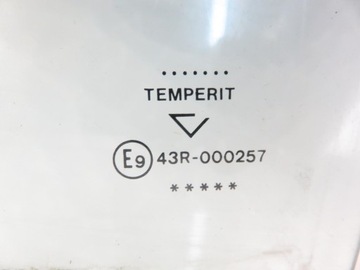 .......
TEMPERIT
E9 43R-000257
*****